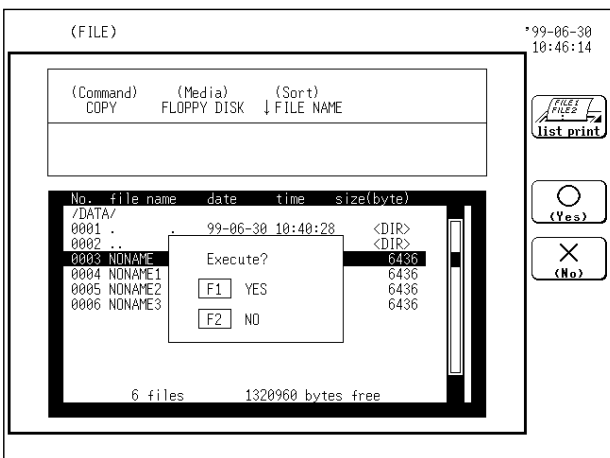 (FILE)
'99-06-30
10:46:14
(Command) (Media) (Sort)
COPY FLOPPY DISK ↓FILE NAME
FILE1
FILE2
list print
No. file name date time size(byte)
/DATA/
0001 . . 99-06-30 10:40:28 <DIR>
0002 .. <DIR>
0003 NONAME 6436
0004 NONAME1 6436
0005 NONAME2 6436
0006 NONAME3 6436
Execute?
F1 YES
F2 NO
6 files 1320960 bytes free
(Yes)
(No)